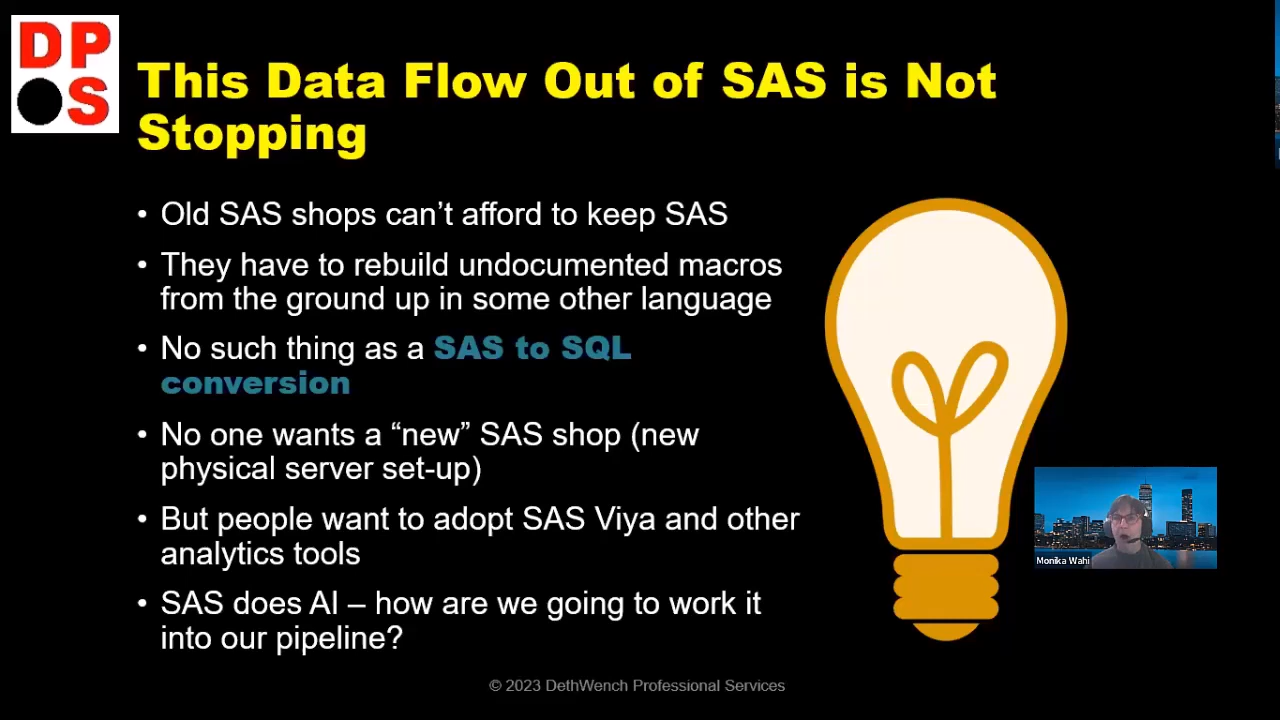 DP
S
This Data Flow Out of SAS is Not
Stopping
• Old SAS shops can’t afford to keep SAS
• They have to rebuild undocumented macros
from the ground up in some other language
• No such thing as a SAS to SQL
conversion
• No one wants a “new” SAS shop (new
physical server set-up)
• But people want to adopt SAS Viya and other
analytics tools
• SAS does AI – how are we going to work it
into our pipeline?
Monika Wahi
© 2023 DethWench Professional Services